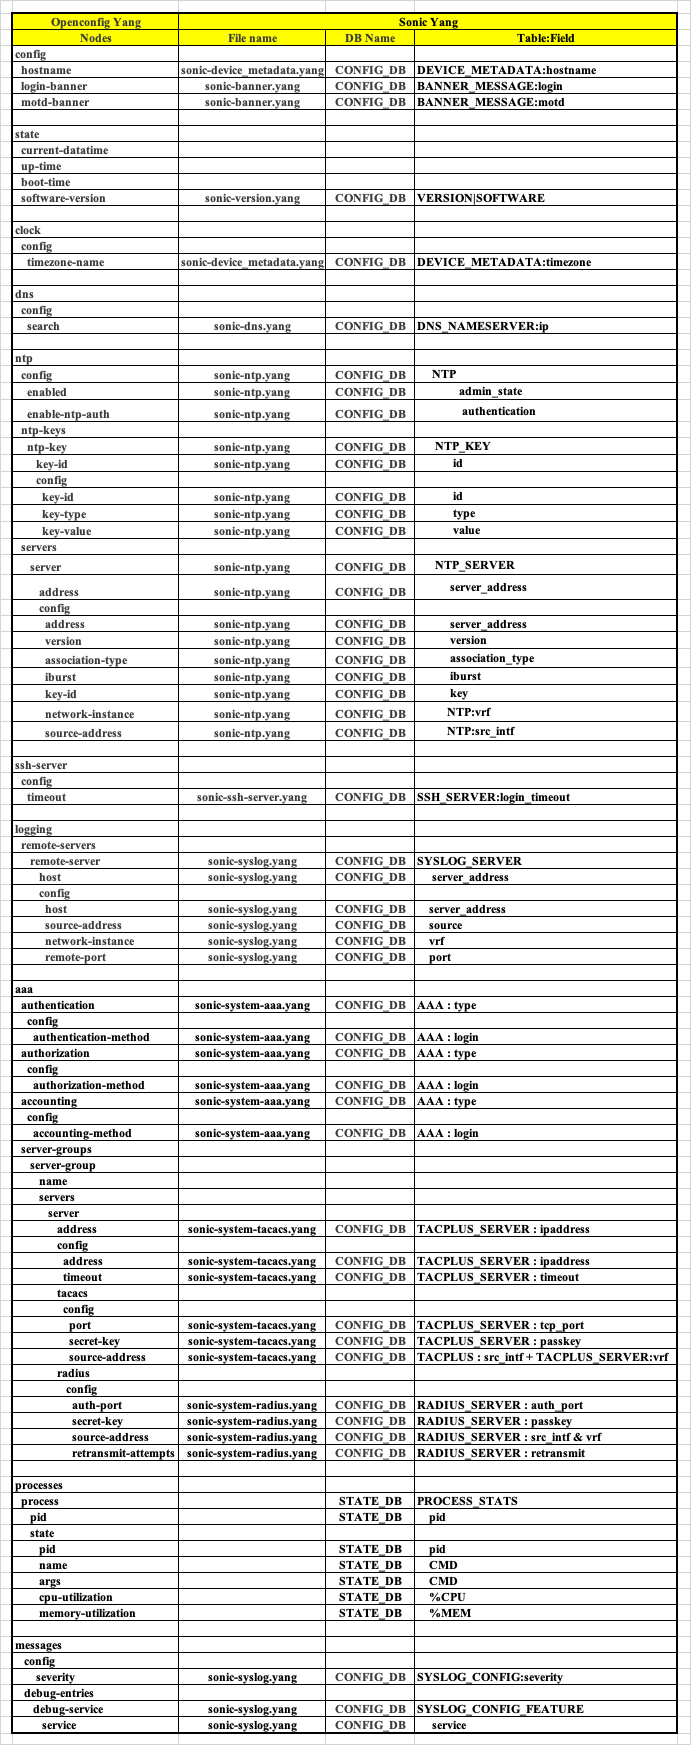 Openconfig Yang Sonic Yang
Nodes File name DB Name Table:Field
config
hostname sonic-device_metadata.yang CONFIG_DB DEVICE_METADATA:hostname
login-banner sonic-banner.yang CONFIG_DB BANNER_MESSAGE:login
motd-banner sonic-banner.yang CONFIG_DB BANNER_MESSAGE:motd
state
current-datatime
up-time
boot-time
software-version sonic-version.yang CONFIG_DB VERSION|SOFTWARE
clock
config
timezone-name sonic-device_metadata.yang CONFIG_DB DEVICE_METADATA:timezone
dns
config
search sonic-dns.yang CONFIG_DB DNS_NAMESERVER:ip
ntp
config sonic-ntp.yang CONFIG_DB NTP
enabled sonic-ntp.yang CONFIG_DB admin_state
enable-ntp-auth sonic-ntp.yang CONFIG_DB authentication
ntp-keys
ntp-key sonic-ntp.yang CONFIG_DB NTP_KEY
key-id sonic-ntp.yang CONFIG_DB id
config
key-id sonic-ntp.yang CONFIG_DB id
key-type sonic-ntp.yang CONFIG_DB type
key-value sonic-ntp.yang CONFIG_DB value
servers
server sonic-ntp.yang CONFIG_DB NTP_SERVER
address sonic-ntp.yang CONFIG_DB server_address
config
address sonic-ntp.yang CONFIG_DB server_address
version sonic-ntp.yang CONFIG_DB version
association-type sonic-ntp.yang CONFIG_DB association_type
iburst sonic-ntp.yang CONFIG_DB iburst
key-id sonic-ntp.yang CONFIG_DB key
network-instance sonic-ntp.yang CONFIG_DB NTP:vrf
source-address sonic-ntp.yang CONFIG_DB NTP:src_intf
ssh-server
config
timeout sonic-ssh-server.yang CONFIG_DB SSH_SERVER:login_timeout
logging
remote-servers
remote-server sonic-syslog.yang CONFIG_DB SYSLOG_SERVER
host sonic-syslog.yang CONFIG_DB server_address
config
host sonic-syslog.yang CONFIG_DB server_address
source-address sonic-syslog.yang CONFIG_DB source
network-instance sonic-syslog.yang CONFIG_DB vrf
remote-port sonic-syslog.yang CONFIG_DB port
aaa
authentication sonic-system-aaa.yang CONFIG_DB AAA : type
config
authentication-method sonic-system-aaa.yang CONFIG_DB AAA : login
authorization sonic-system-aaa.yang CONFIG_DB AAA : type
config
authorization-method sonic-system-aaa.yang CONFIG_DB AAA : login
accounting sonic-system-aaa.yang CONFIG_DB AAA : type
config
accounting-method sonic-system-aaa.yang CONFIG_DB AAA : login
server-groups
server-group
name
servers
server
address sonic-system-tacacs.yang CONFIG_DB TACPLUS_SERVER : ipaddress
config
address sonic-system-tacacs.yang CONFIG_DB TACPLUS_SERVER : ipaddress
timeout sonic-system-tacacs.yang CONFIG_DB TACPLUS_SERVER : timeout
tacacs
config
port sonic-system-tacacs.yang CONFIG_DB TACPLUS_SERVER : tcp_port
secret-key sonic-system-tacacs.yang CONFIG_DB TACPLUS_SERVER : passkey
source-address sonic-system-tacacs.yang CONFIG_DB TACPLUS : src_intf + TACPLUS_SERVER:vrf
radius
config
auth-port sonic-system-radius.yang CONFIG_DB RADIUS_SERVER : auth_port
secret-key sonic-system-radius.yang CONFIG_DB RADIUS_SERVER : passkey
source-address sonic-system-radius.yang CONFIG_DB RADIUS_SERVER : src_intf & vrf
retransmit-attempts sonic-system-radius.yang CONFIG_DB RADIUS_SERVER : retransmit
processes
process STATE_DB PROCESS_STATS
pid STATE_DB pid
state
pid STATE_DB pid
name STATE_DB CMD
args STATE_DB CMD
cpu-utilization STATE_DB %CPU
memory-utilization STATE_DB %MEM
messages
config
severity sonic-syslog.yang CONFIG_DB SYSLOG_CONFIG:severity
debug-entries
debug-service sonic-syslog.yang CONFIG_DB SYSLOG_CONFIG_FEATURE
service sonic-syslog.yang CONFIG_DB service